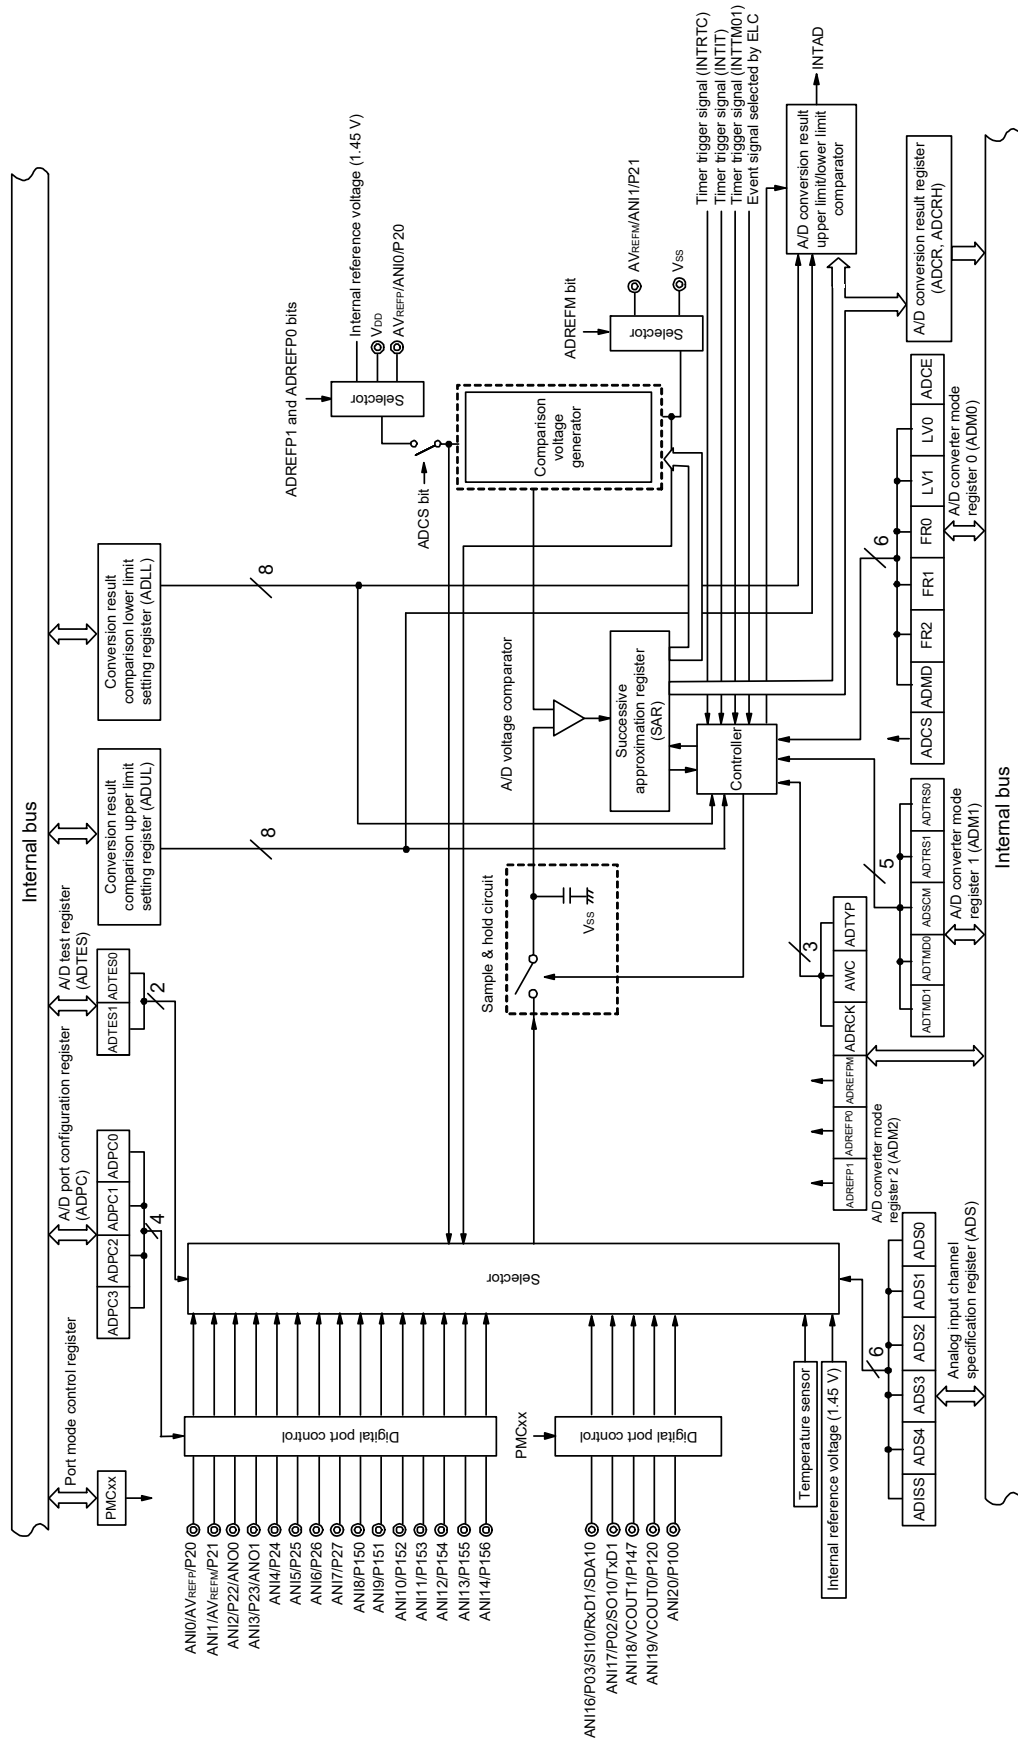 Internal bus
Port mode control register
PMCxx
A/D port configuration register
(ADPC)
ADPC3 ADPC2 ADPC1 ADPC0
4
A/D test register
(ADTES)
ADTES1 ADTES0
2
Conversion result
comparison upper limit
setting register (ADUL)
8
Conversion result
comparison lower limit
setting register (ADLL)
8
ADREFP1 and ADREFP0 bits
Selector
Internal reference voltage (1.45 V)
VDD
AVREFP/ANI0/P20
ADCS bit
Comparison
voltage
generator
ADREFM bit
Selector
AVREFM/ANI1/P21
VSS
ANI0/AVREFP/P20
ANI1/AVREFM/P21
ANI2/P22/ANO0
ANI3/P23/ANO1
ANI4/P24
ANI5/P25
ANI6/P26
ANI7/P27
ANI8/P150
ANI9/P151
ANI10/P152
ANI11/P153
ANI12/P154
ANI13/P155
ANI14/P156
Digital port control
Selector
Sample & hold circuit
VSS
A/D voltage comparator
Successive
approximation register
(SAR)
Controller
Timer trigger signal (INTRTC)
Timer trigger signal (INTIT)
Timer trigger signal (INTTM01)
Event signal selected by ELC
A/D conversion result
upper limit/lower limit
comparator
INTAD
PMCxx
ANI16/P03/SI10/RxD1/SDA10
ANI17/P02/SO10/TxD1
ANI18/VCOUT1/P147
ANI19/VCOUT0/P120
ANI20/P100
Digital port control
Temperature sensor
Internal reference voltage (1.45 V)
6
ADISS ADS4 ADS3 ADS2 ADS1 ADS0
Analog input channel
specification register (ADS)
3
ADREFP1 ADREFP0 ADREFPM ADRCK AWC ADTYP
A/D converter mode
register 2 (ADM2)
5
ADTMD1 ADTMD0 ADSCM ADTRS1 ADTRS0
A/D converter mode
register 1 (ADM1)
6
ADCS ADMD FR2 FR1 FR0 LV1 LV0 ADCE
A/D converter mode
register 0 (ADM0)
A/D conversion result register
(ADCR, ADCRH)
Internal bus